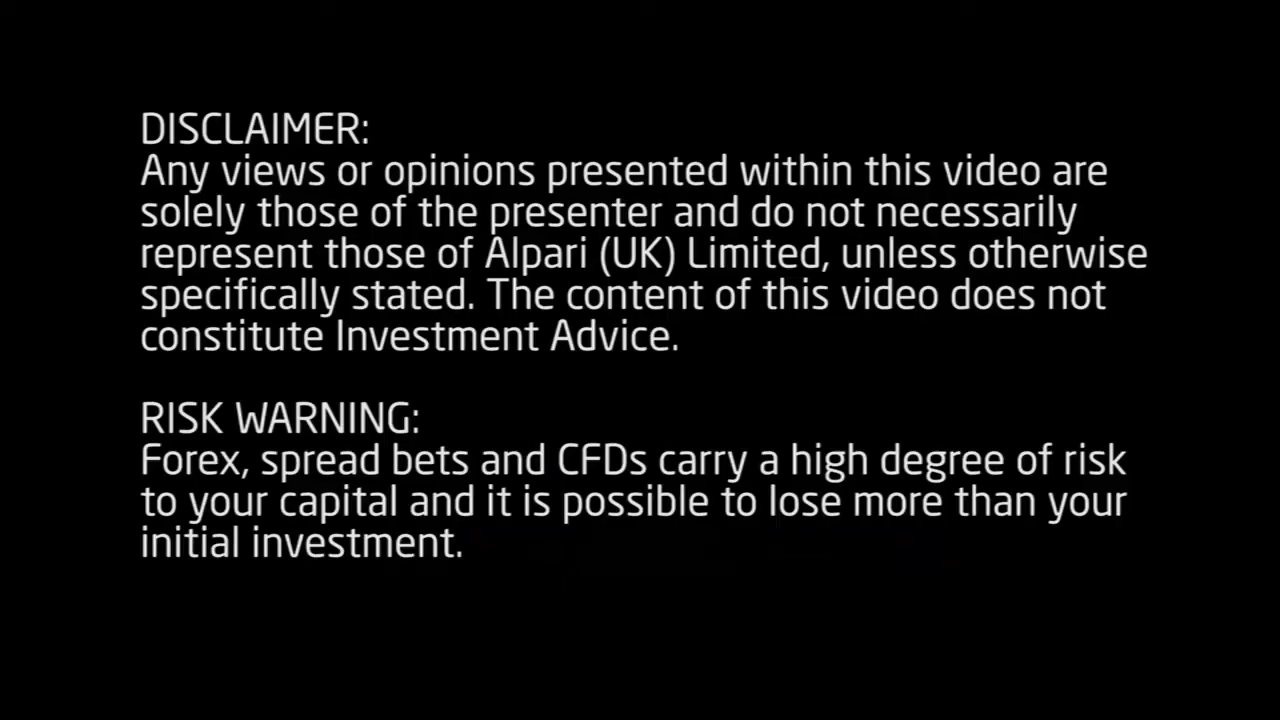 DISCLAIMER:
Any views or opinions presented within this video are
solely those of the presenter and do not necessarily
represent those of Alpari (UK) Limited, unless otherwise
specifically stated. The content of this video does not
constitute Investment Advice.
RISK WARNING:
Forex, spread bets and CFDs carry a high degree of risk
to your capital and it is possible to lose more than your
initial investment.